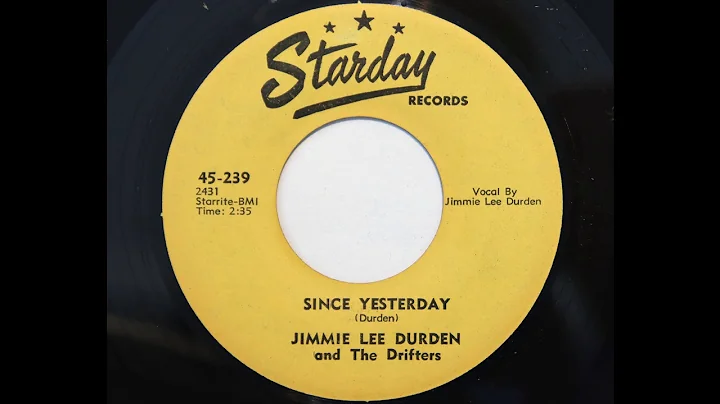 Starday
RECORDS
45-239
2431
Starrite-BMI
Time: 2:35
Vocal By
Jimmie Lee Durden
SINCE YESTERDAY
(Durden)
JIMMIE LEE DURDEN
and The Drifters